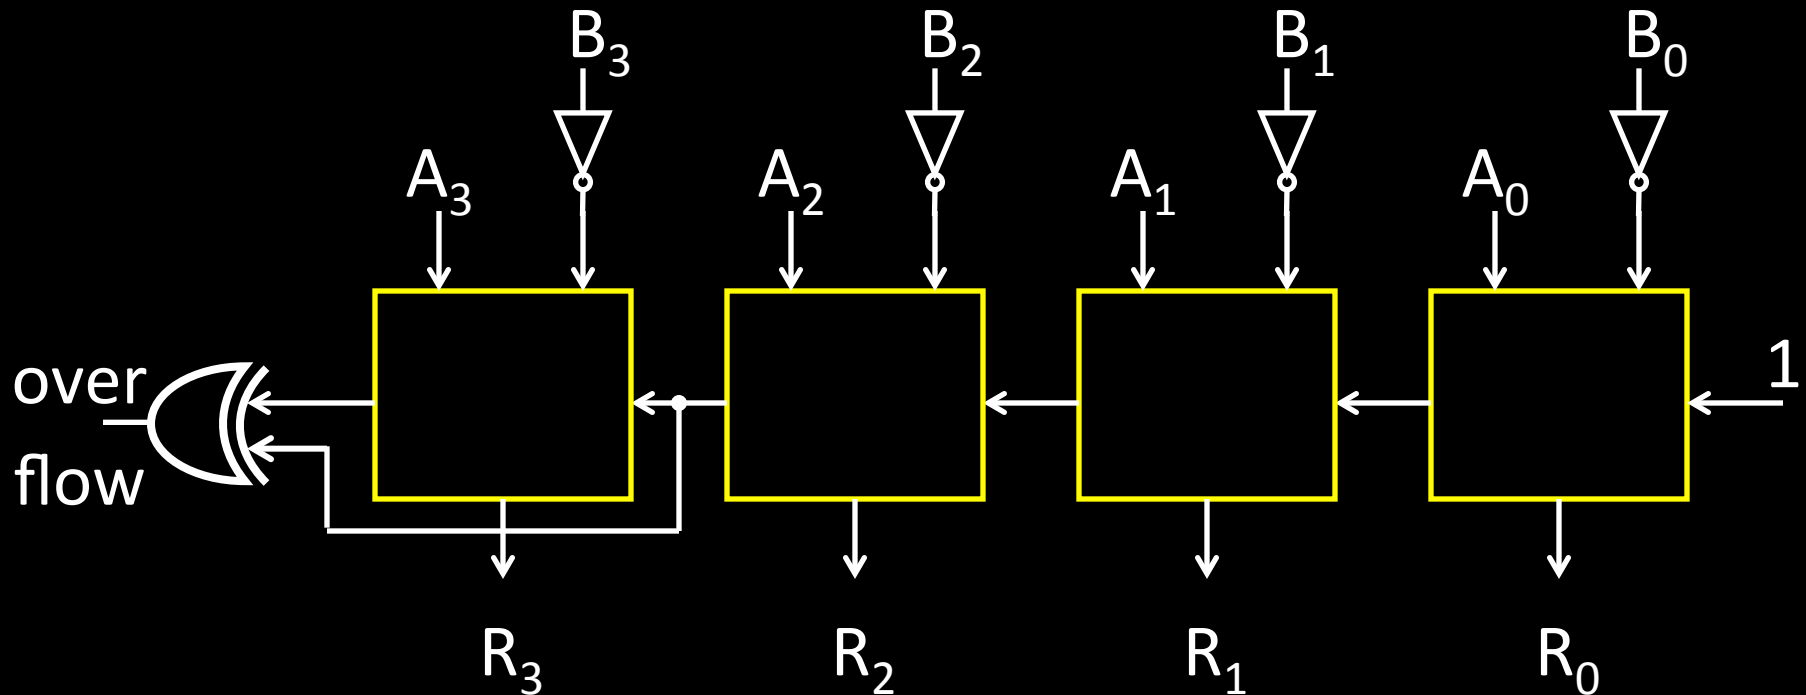 B₃ B₂ B₁ B₀
A₃ A₂ A₁ A₀
1
over
flow
R₃ R₂ R₁ R₀